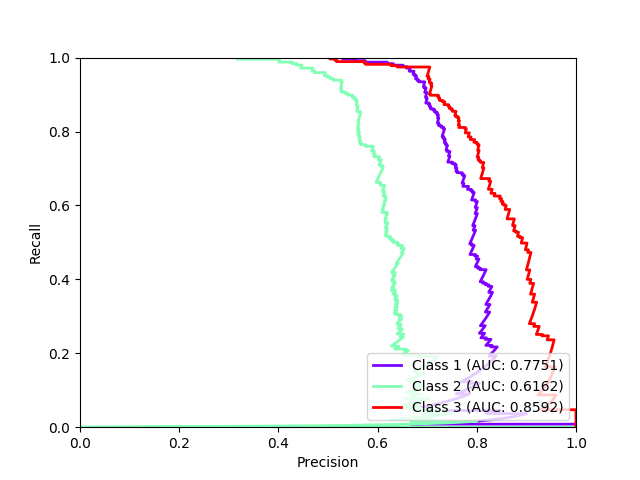 1.0
0.8
0.6
0.4
0.2
0.0
Recall
Class 1 (AUC: 0.7751)
Class 2 (AUC: 0.6162)
Class 3 (AUC: 0.8592)
0.0 0.2 0.4 0.6 0.8 1.0
Precision